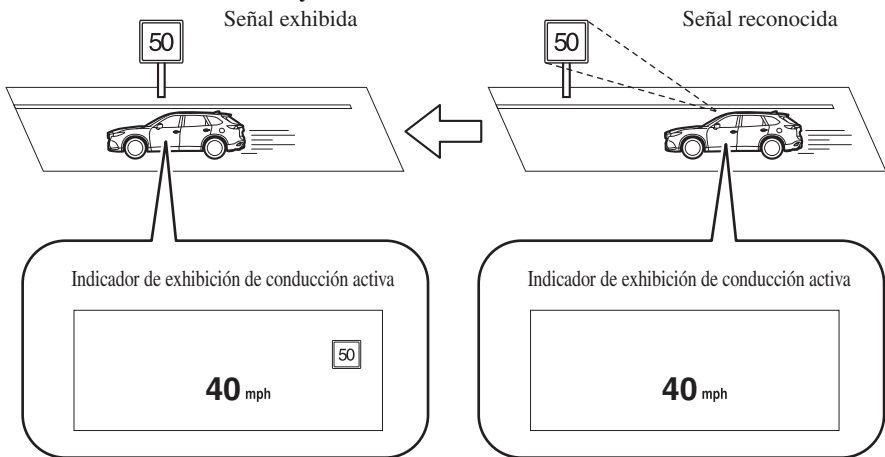 Señal exhibida
Señal reconocida
50
50
Indicador de exhibición de conducción activa
Indicador de exhibición de conducción activa
50
40 mph
40 mph